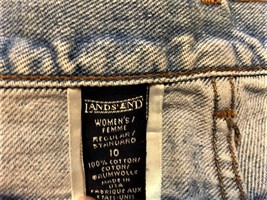 LANDS' END
WOMEN'S/
FEMME
REGULAR/
STANDARD
10
100% COTTON/
COTON/
BAUMWOLLE
MADE IN
USA
FABRIQUE AUX
ETATS-UNIS